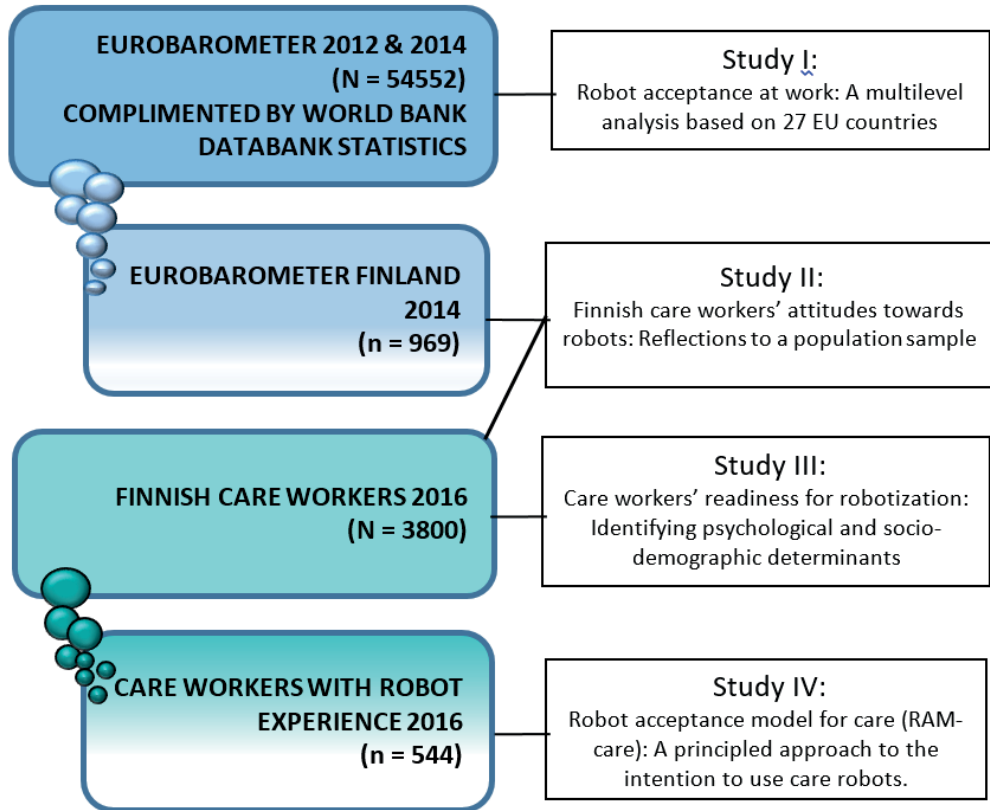 EUROBAROMETER 2012 & 2014
(N = 54552)
COMPLIMENTED BY WORLD BANK
DATABANK STATISTICS
Study I:
Robot acceptance at work: A multilevel
analysis based on 27 EU countries
EUROBAROMETER FINLAND
2014
(n = 969)
Study II:
Finnish care workers’ attitudes towards
robots: Reflections to a population sample
FINNISH CARE WORKERS 2016
(N = 3800)
Study III:
Care workers’ readiness for robotization:
Identifying psychological and socio-
demographic determinants
CARE WORKERS WITH ROBOT
EXPERIENCE 2016
(n = 544)
Study IV:
Robot acceptance model for care (RAM-
care): A principled approach to the
intention to use care robots.